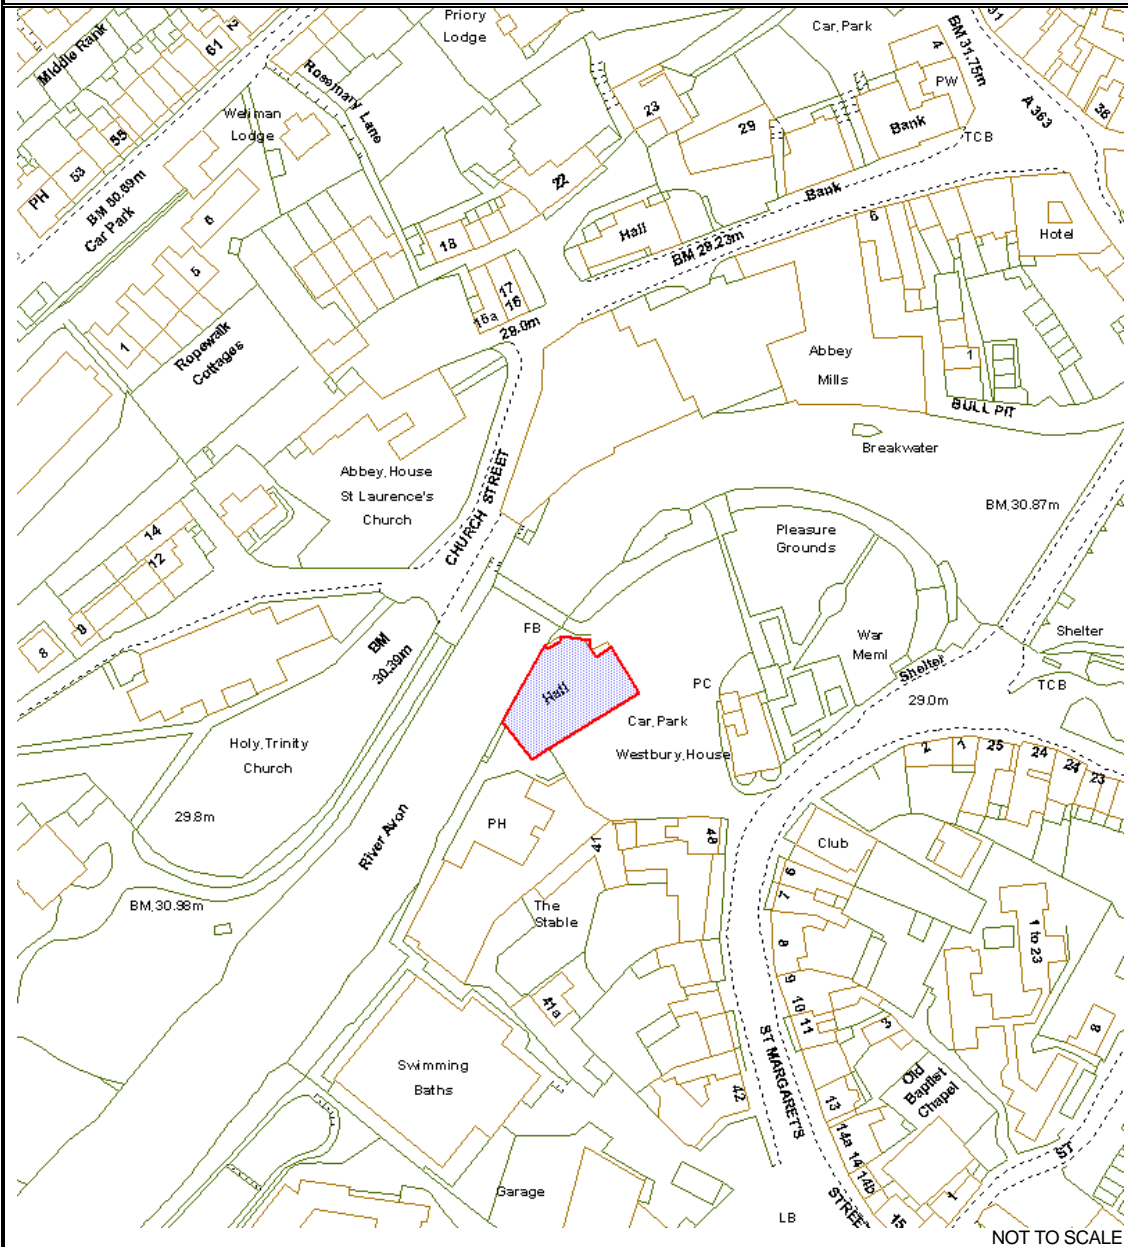 Priory
Lodge
Car Park
BM 31.75m
31
4
PW
A 363
38
Middle Rank
61
2
Rosemary Lane
Wellman
Lodge
55
53
PH
BM 30.89m
Car Park
6
5
1
Ropewalk
Cottages
23
29
Bank
TCB
Bank
22
18
Hall
BM 29.23m
6
Hotel
17
16
15a
29.0m
Abbey
Mills
1
BULL PIT
Breakwater
BM 30.87m
Abbey House
St Laurence's
Church
CHURCH STREET
14
12
9
8
Pleasure
Grounds
War
Meml
Shelter
Shelter
TCB
29.0m
FB
BM
30.39m
Hall
PC
Car Park
Westbury House
Holy Trinity
Church
29.8m
River Avon
BM 30.98m
PH
41
48
The
Stable
41a
Swimming
Baths
Garage
42
2
1
25
24
24
23
Club
6
7
8
9
10
11
3
1 to 23
8
Old
Baptist
Chapel
13
14a
14
14b
15
1
ST MARGARET'S
STREET
ST
LB
NOT TO SCALE